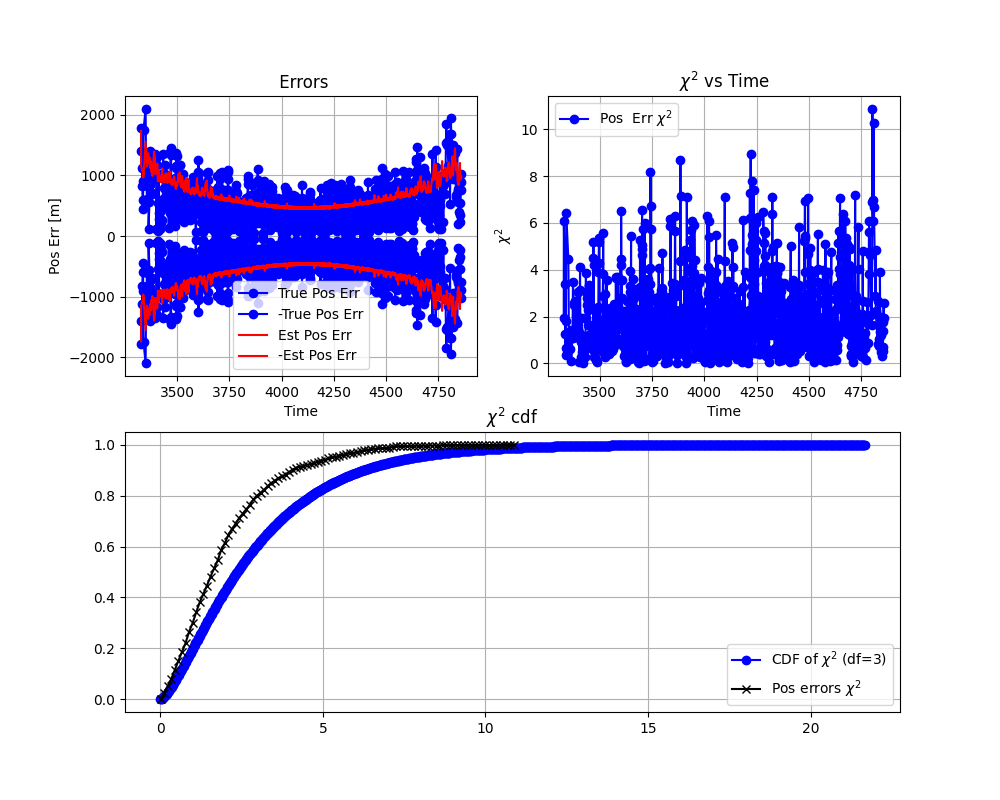 Errors
2000
1000
0
−1000
−2000
Pos Err [m]
True Pos Err
-True Pos Err
Est Pos Err
-Est Pos Err
3500 3750 4000 4250 4500 4750
Time
χ² vs Time
Pos Err χ²
10
8
6
4
2
0
χ²
3500 3750 4000 4250 4500 4750
Time
χ² cdf
1.0
0.8
0.6
0.4
0.2
0.0
CDF of χ² (df=3)
Pos errors χ²
0 5 10 15 20